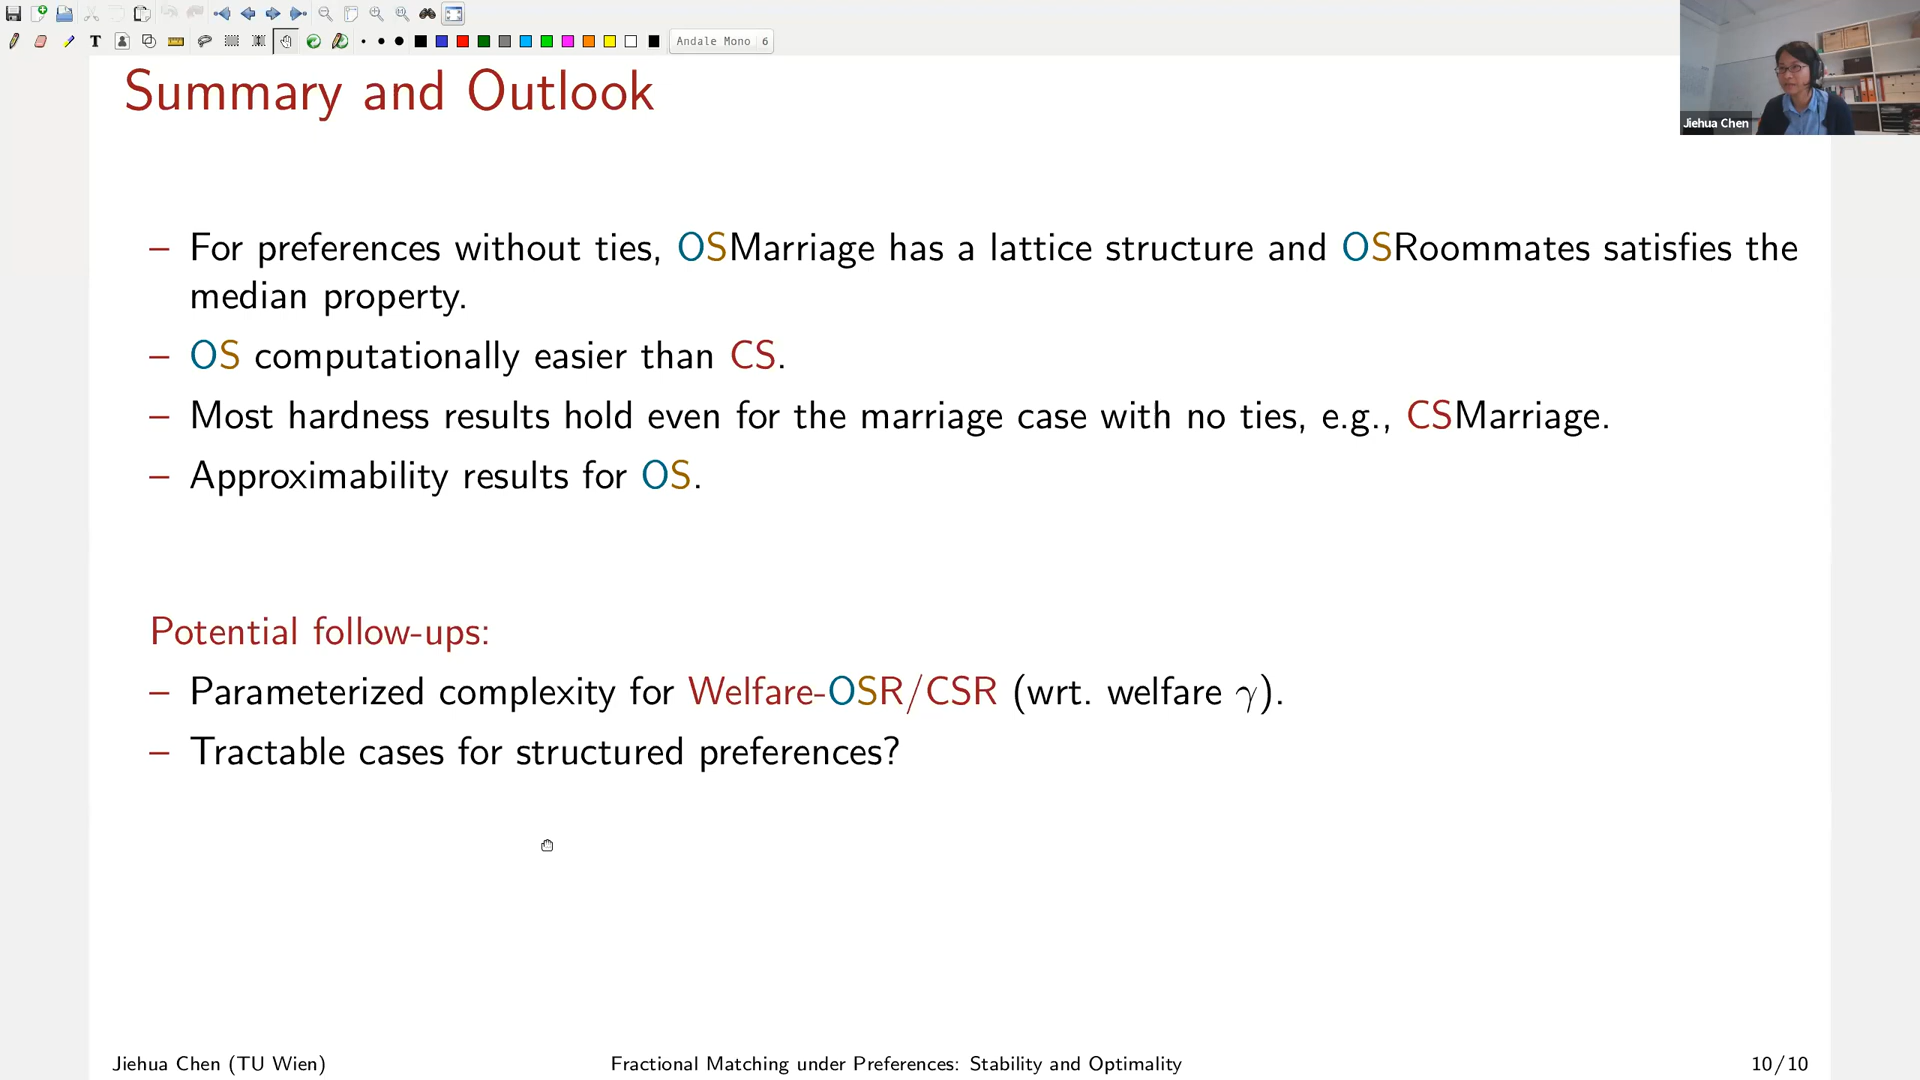 T
Andale Mono 6
Summary and Outlook
Jiehua Chen
– For preferences without ties, OSMarriage has a lattice structure and OSRoommates satisfies the
median property.
– OS computationally easier than CS.
– Most hardness results hold even for the marriage case with no ties, e.g., CSMarriage.
– Approximability results for OS.
Potential follow-ups:
– Parameterized complexity for Welfare-OSR/CSR (wrt. welfare γ).
– Tractable cases for structured preferences?
Jiehua Chen (TU Wien)
Fractional Matching under Preferences: Stability and Optimality
10/10